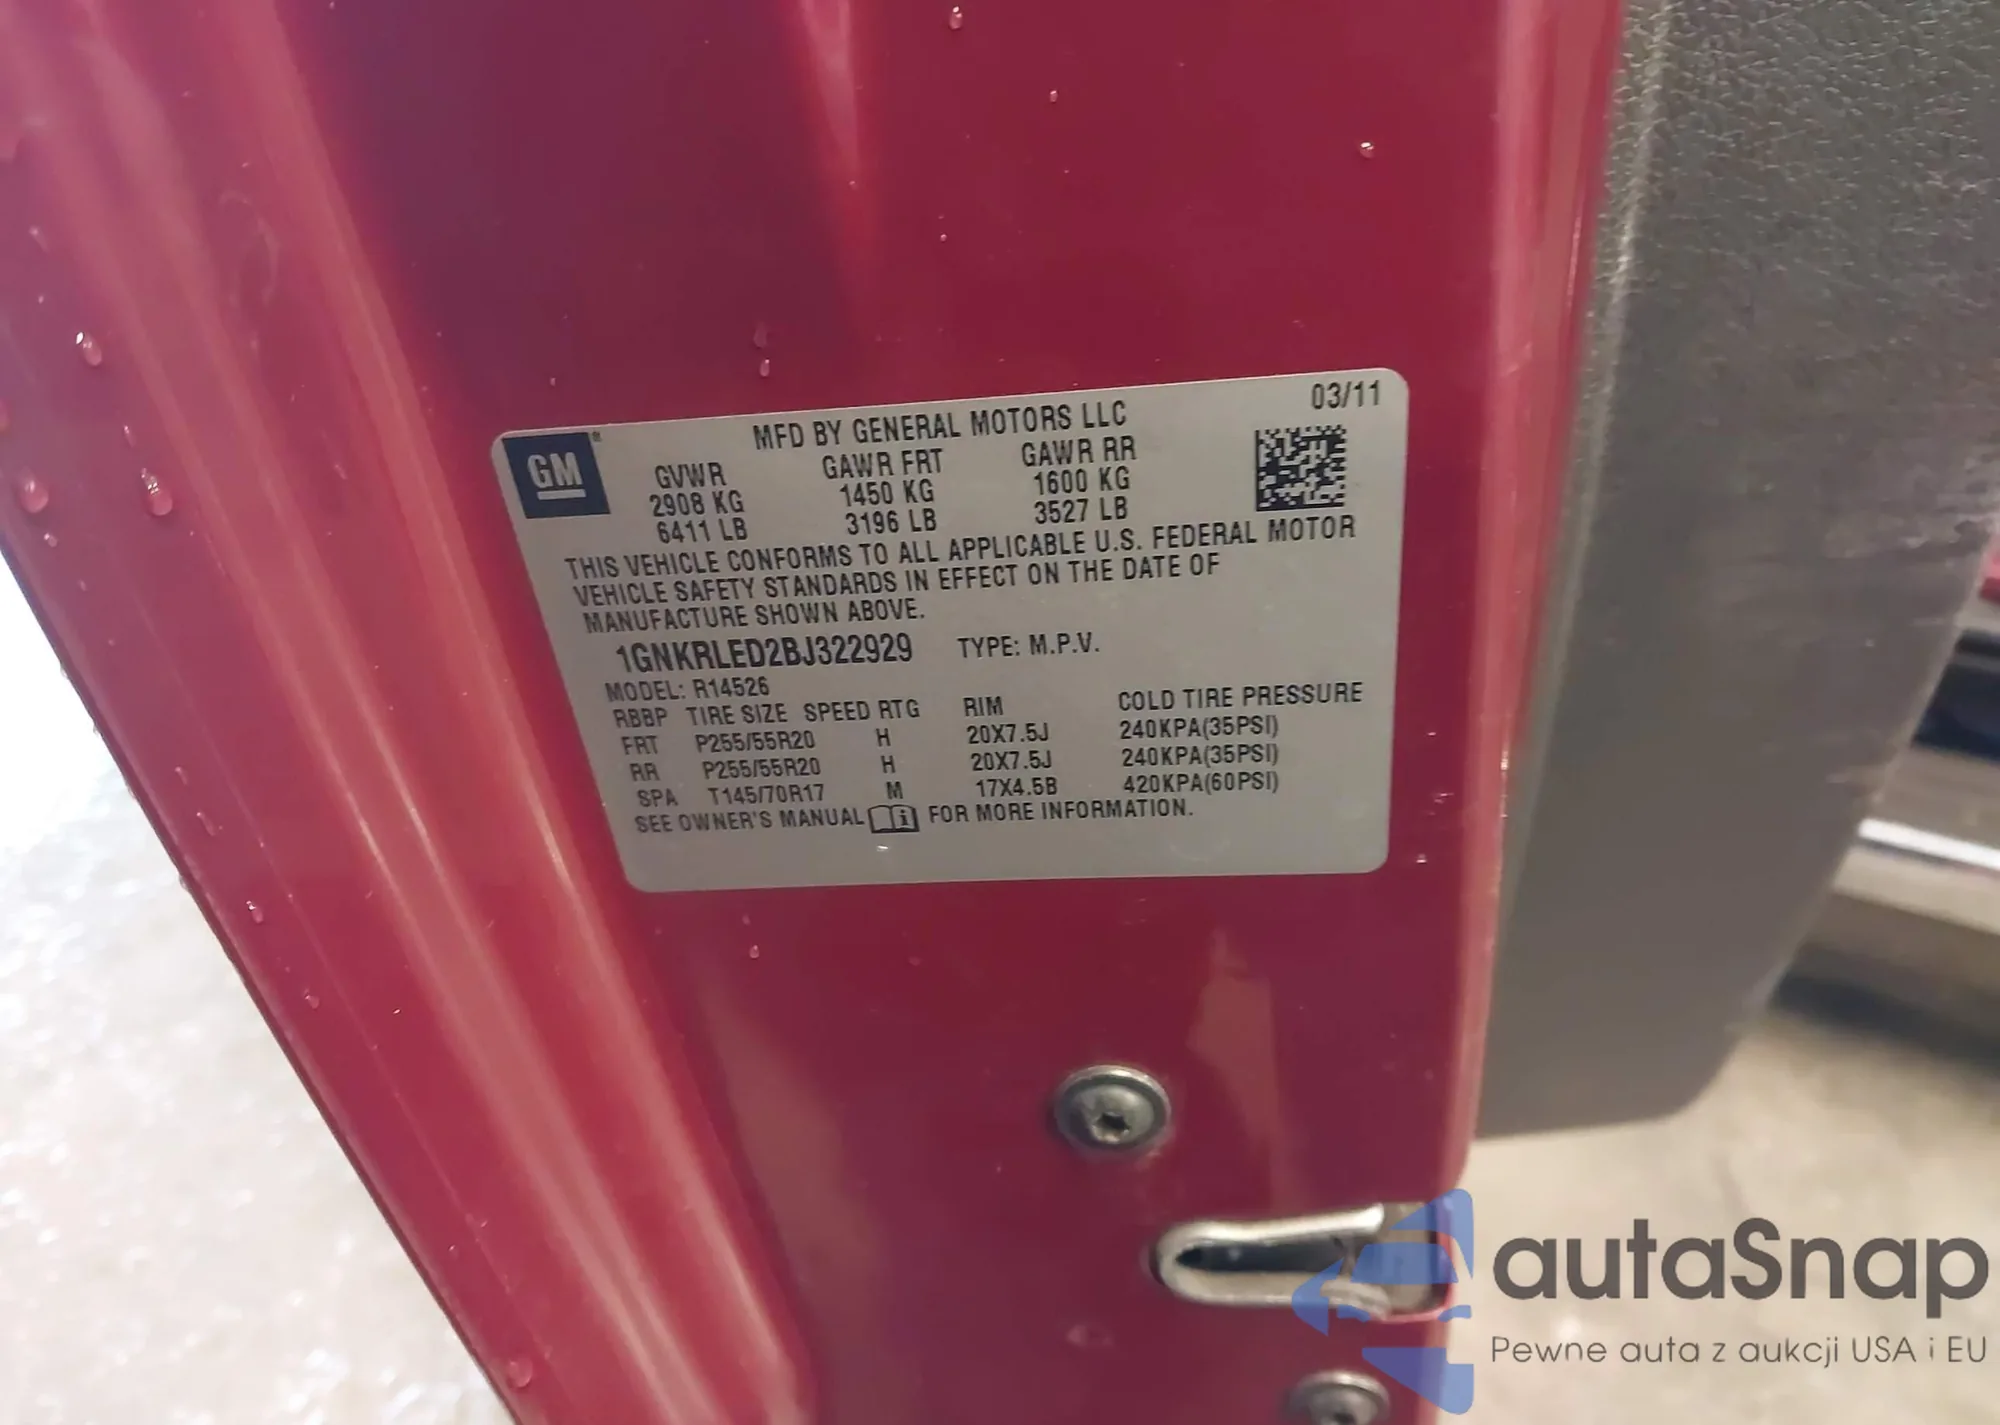 03/11
GM®
MFD BY GENERAL MOTORS LLC
GVWR GAWR FRT GAWR RR
2908 KG 1450 KG 1600 KG
6411 LB 3196 LB 3527 LB
THIS VEHICLE CONFORMS TO ALL APPLICABLE U.S. FEDERAL MOTOR
VEHICLE SAFETY STANDARDS IN EFFECT ON THE DATE OF
MANUFACTURE SHOWN ABOVE.
1GNKRLED2BJ322929 TYPE: M.P.V.
MODEL: R14526
RBBP TIRE SIZE SPEED RTG RIM COLD TIRE PRESSURE
FRT P255/55R20 H 20X7.5J 240KPA(35PSI)
RR P255/55R20 H 20X7.5J 240KPA(35PSI)
SPA T145/70R17 M 17X4.5B 420KPA(60PSI)
SEE OWNER'S MANUAL i FOR MORE INFORMATION.
autaSnap
Pewne auta z aukcji USA i EU